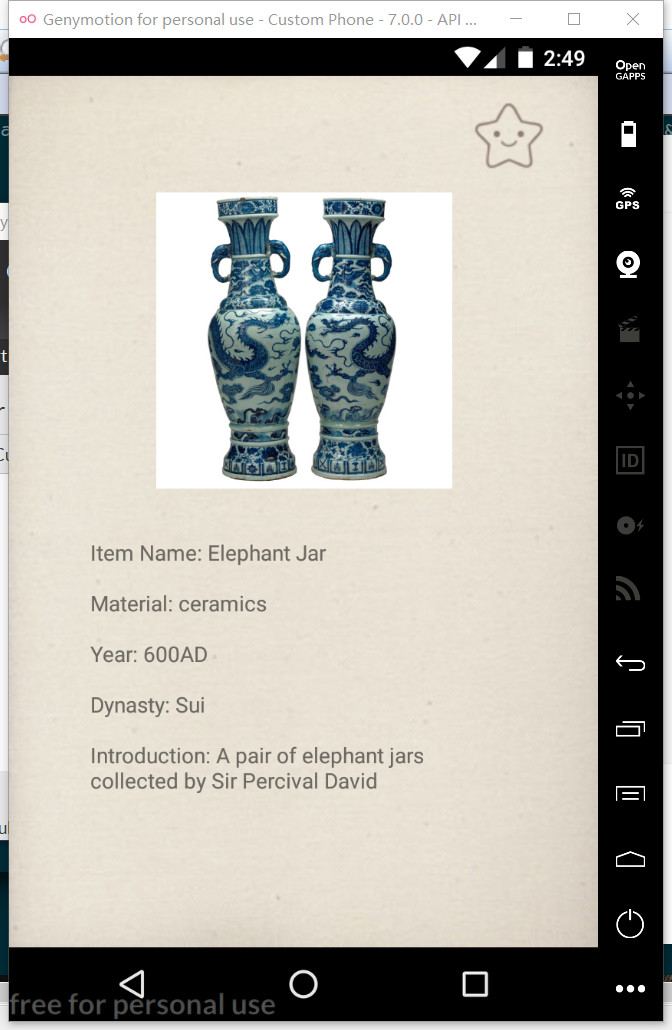 Genymotion for personal use - Custom Phone - 7.0.0 - API ...
2:49
Open
GAPPS
GPS
ID
Item Name: Elephant Jar
Material: ceramics
Year: 600AD
Dynasty: Sui
Introduction: A pair of elephant jars
collected by Sir Percival David
free for personal use